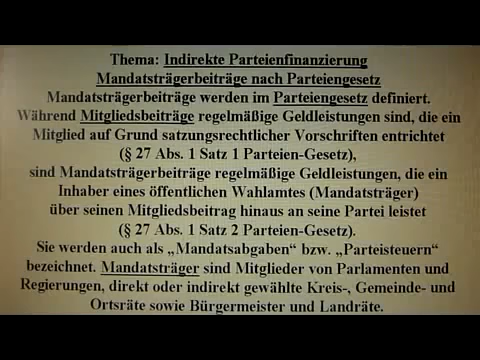 Thema: Indirekte Parteienfinanzierung
Mandatsträgerbeiträge nach Parteiengesetz
Mandatsträgerbeiträge werden im Parteiengesetz definiert.
Während Mitgliedsbeiträge regelmäßige Geldleistungen sind, die ein
Mitglied auf Grund satzungsrechtlicher Vorschriften entrichtet
(§ 27 Abs. 1 Satz 1 Parteien-Gesetz),
sind Mandatsträgerbeiträge regelmäßige Geldleistungen, die ein
Inhaber eines öffentlichen Wahlamtes (Mandatsträger)
über seinen Mitgliedsbeitrag hinaus an seine Partei leistet
(§ 27 Abs. 1 Satz 2 Parteien-Gesetz).
Sie werden auch als „Mandatsabgaben“ bzw. „Parteisteuern“
bezeichnet. Mandatsträger sind Mitglieder von Parlamenten und
Regierungen, direkt oder indirekt gewählte Kreis-, Gemeinde- und
Ortsräte sowie Bürgermeister und Landräte.